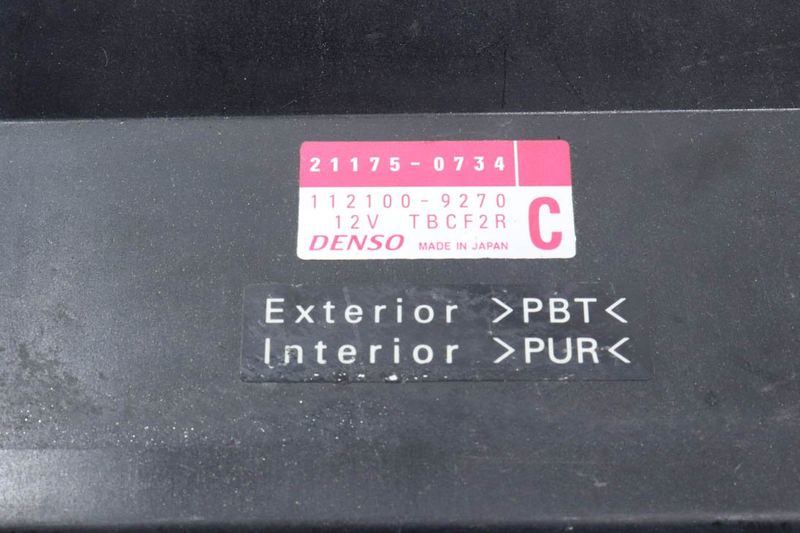 21175-0734
112100-9270
12V TBCF2R
C
DENSO MADE IN JAPAN
Exterior >PBT<
Interior >PUR<